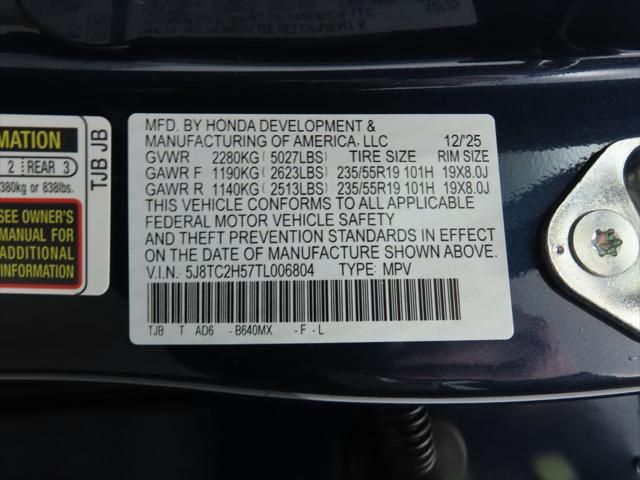 MATION
2 REAR 3
380kg or 838lbs.
SEE OWNER'S
MANUAL FOR
ADDITIONAL
INFORMATION
TJB JB
MFD. BY HONDA DEVELOPMENT &
MANUFACTURING OF AMERICA, LLC 12/'25
GVWR 2280KG (5027LBS) TIRE SIZE RIM SIZE
GAWR F 1190KG (2623LBS) 235/55R19 101H 19X8.0J
GAWR R 1140KG (2513LBS) 235/55R19 101H 19X8.0J
THIS VEHICLE CONFORMS TO ALL APPLICABLE
FEDERAL MOTOR VEHICLE SAFETY
AND THEFT PREVENTION STANDARDS IN EFFECT
ON THE DATE OF MANUFACTURE SHOWN ABOVE.
V.I.N.: 5J8TC2H57TL006804 TYPE: MPV
TJB T AD6 - B640MX - F - L